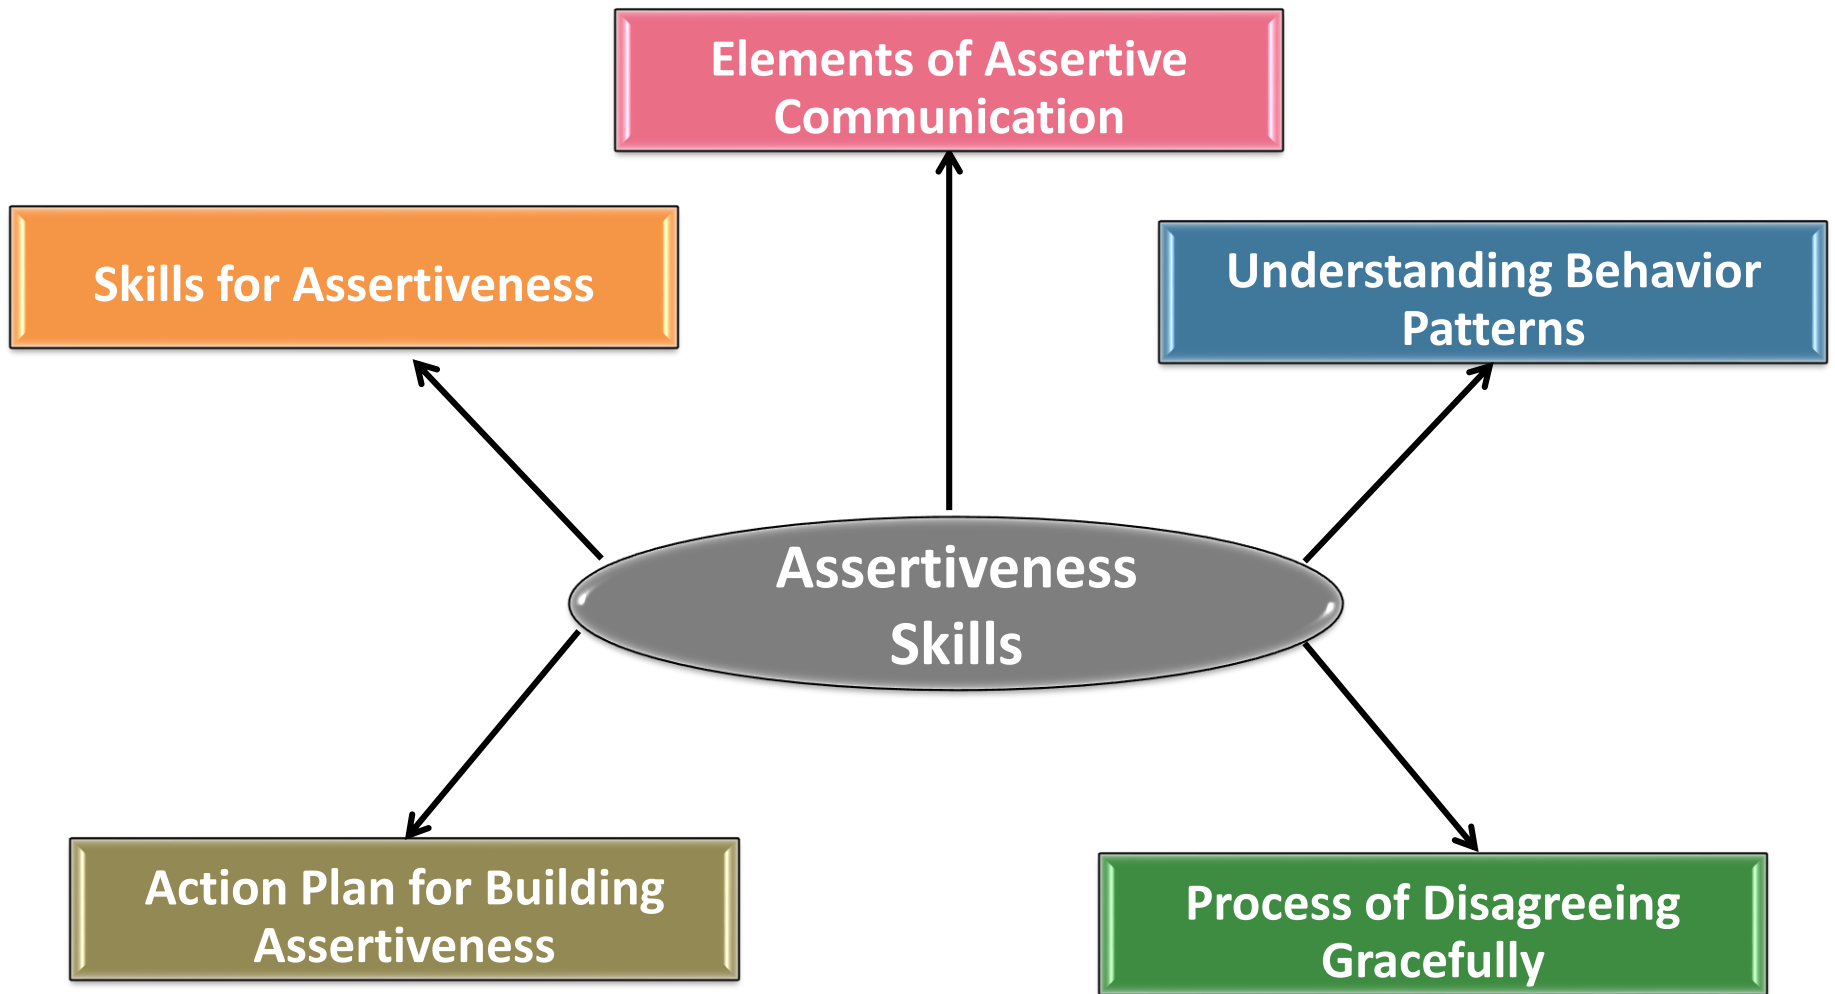 Elements of Assertive
Communication
Skills for Assertiveness
Understanding Behavior
Patterns
Assertiveness
Skills
Action Plan for Building
Assertiveness
Process of Disagreeing
Gracefully